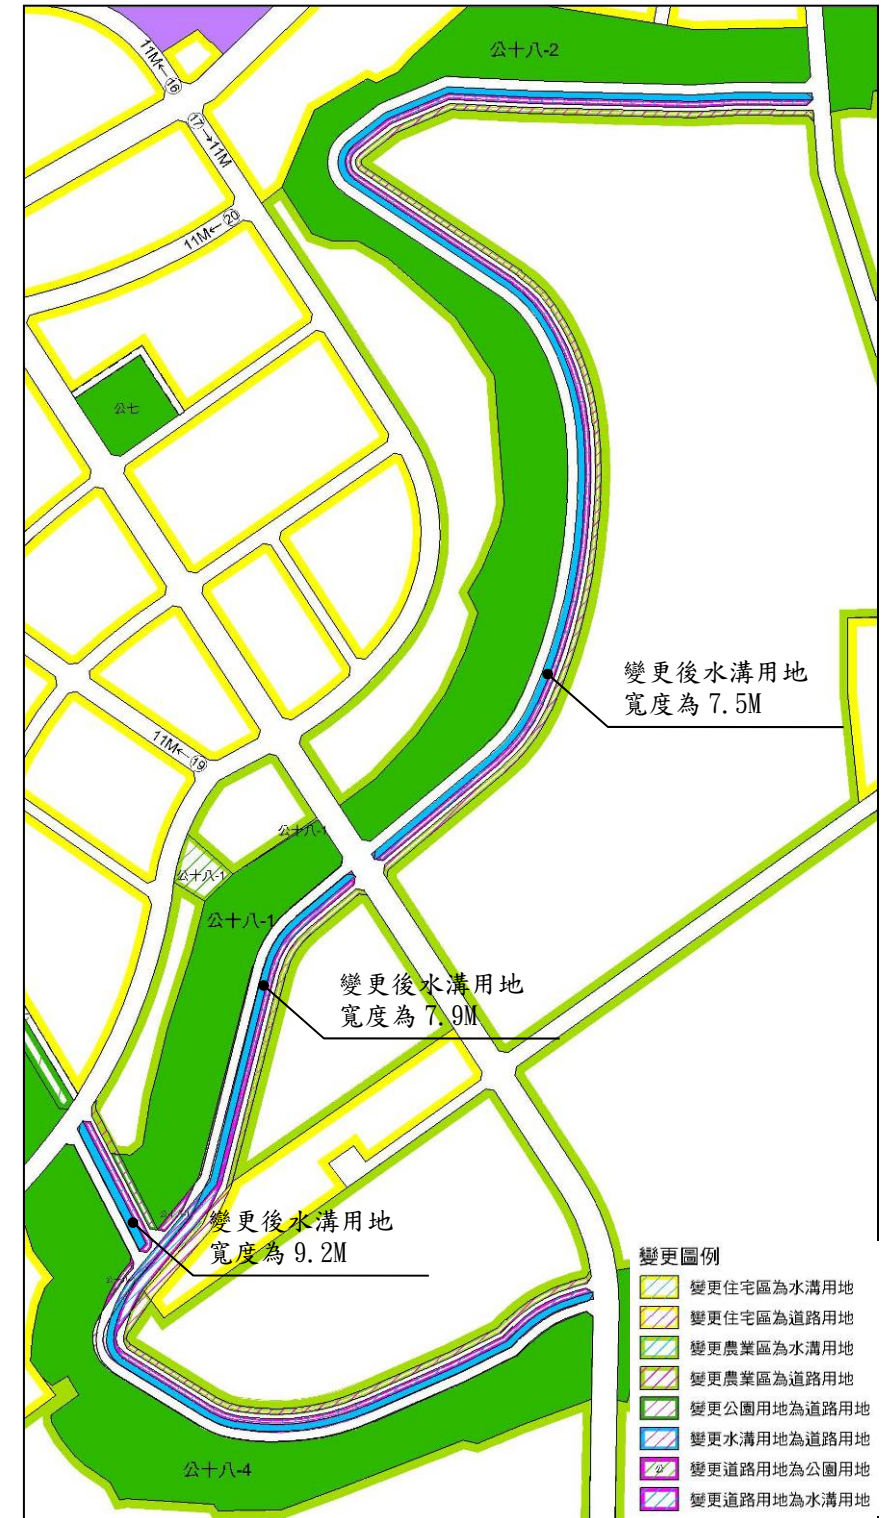 公十八-2
11M←⑯
⑰→11M
11M←⑳
公七
變更後水溝用地
寬度為 7.5M
11M←⑲
公十八-1
公十八-1
公十八-1
變更後水溝用地
寬度為 7.9M
變更後水溝用地
寬度為 9.2M
公十八-4
變更圖例
變更住宅區為水溝用地
變更住宅區為道路用地
變更農業區為水溝用地
變更農業區為道路用地
變更公園用地為道路用地
變更水溝用地為道路用地
公 變更道路用地為公園用地
變更道路用地為水溝用地